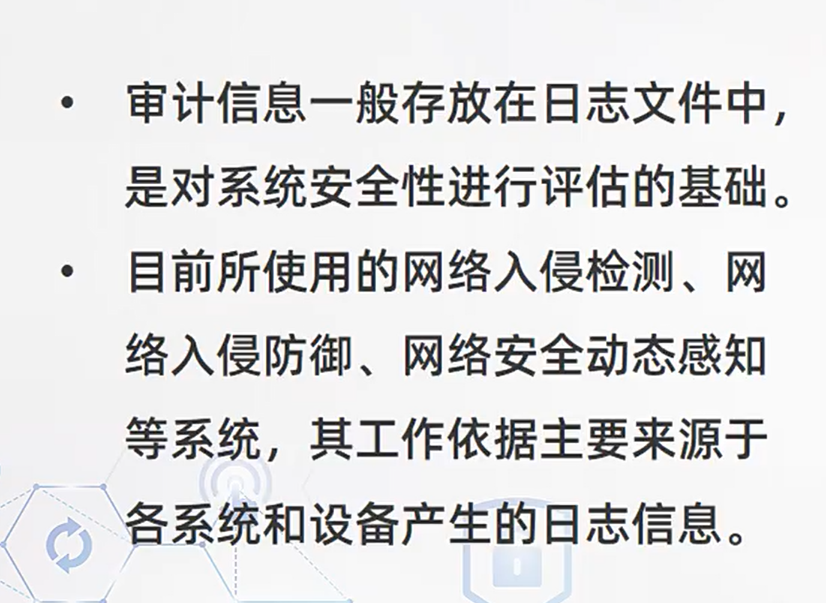 • 审计信息一般存放在日志文件中，
是对系统安全性进行评估的基础。
• 目前所使用的网络入侵检测、网
络入侵防御、网络安全动态感知
等系统，其工作依据主要来源于
各系统和设备产生的日志信息。